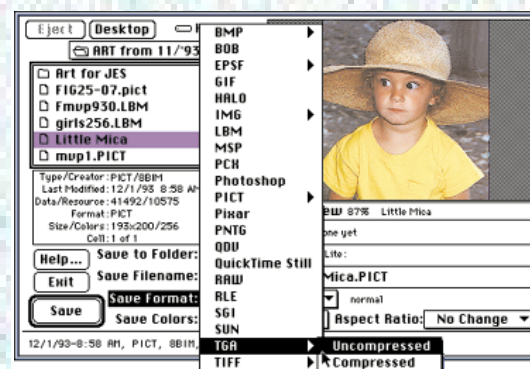 Eject Desktop
ART from 11/'93
Art for JES
FIG25-07.pict
Fmvp930.LBM
girls256.LBM
Little Mica
mvp1.PICT
Type/Creator:PICT/8BIM
Last Modified:12/1/93 8:58 AM
Data/Resource:41492/10575
Format:PICT
Size/Colors:193x200/256
Cell:1 of 1
Help...
Exit
Save
Save to Folder:
Save Filename:
Save Format:
Save Colors:
12/1/93-8:58 AM, PICT, 8BIM,
BMP
BOB
EPSF
GIF
HALO
IMG
LBM
MSP
PCX
Photoshop
PICT
Pixar
PNTG
QDV
QuickTime Still
RAW
RLE
SGI
SUN
TGA
TIFF
Uncompressed
Compressed
87% Little Mica
one yet
Lite:
Mica.PICT
normal
Aspect Ratio: No Change